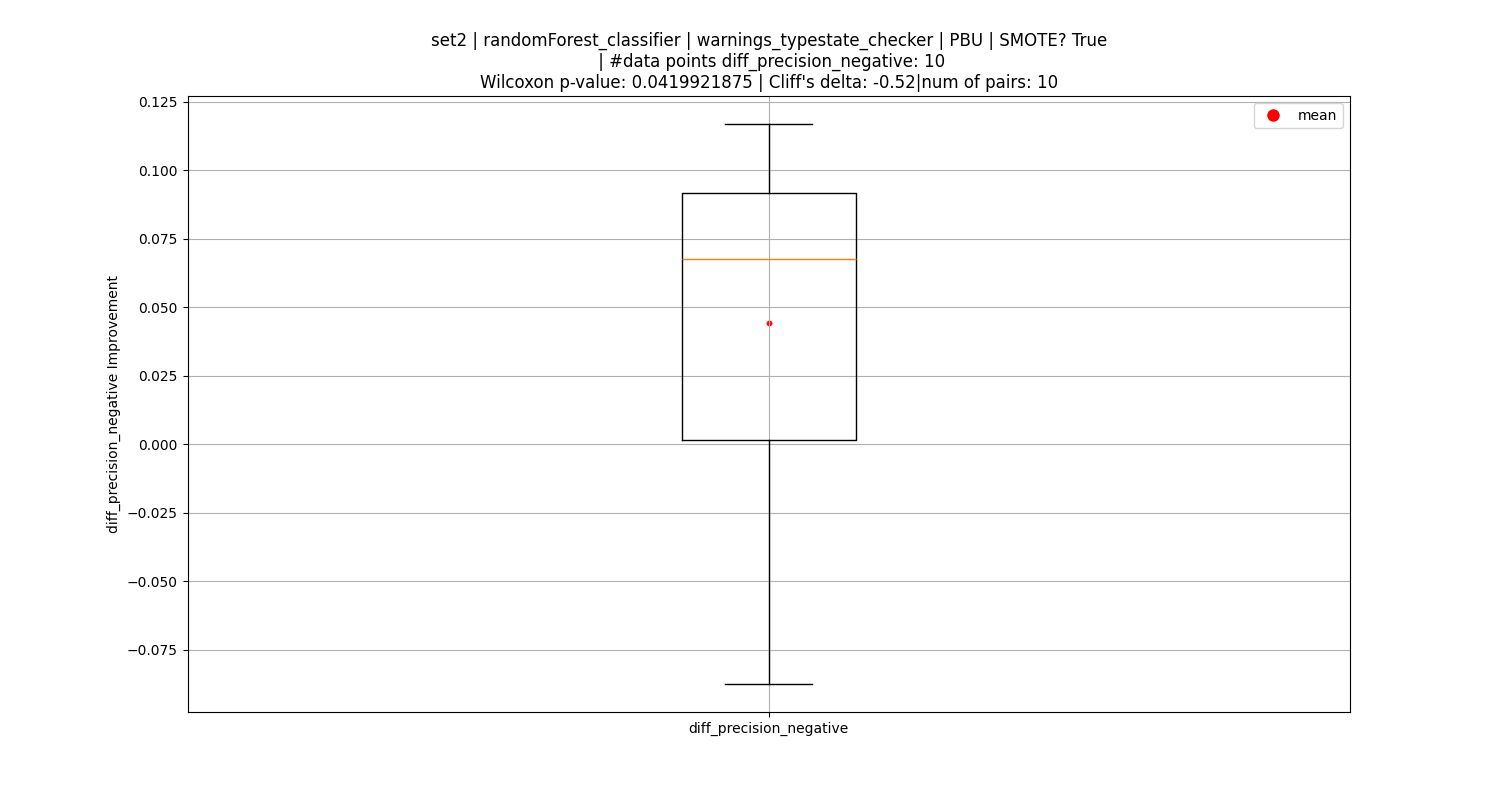 set2 | randomForest_classifier | warnings_typestate_checker | PBU | SMOTE? True
| #data points diff_precision_negative: 10
Wilcoxon p-value: 0.0419921875 | Cliff's delta: -0.52|num of pairs: 10
mean
0.125
0.100
0.075
0.050
0.025
0.000
−0.025
−0.050
−0.075
diff_precision_negative Improvement
diff_precision_negative